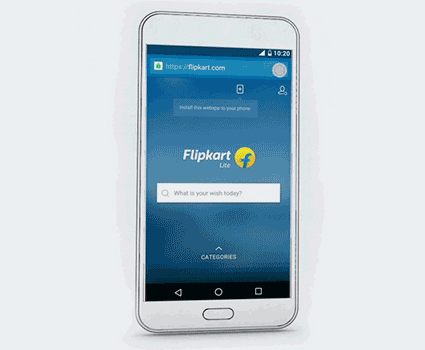 10:20
https://flipkart.com
Install this webapp to your phone
Flipkart
Lite
What is your wish today?
CATEGORIES